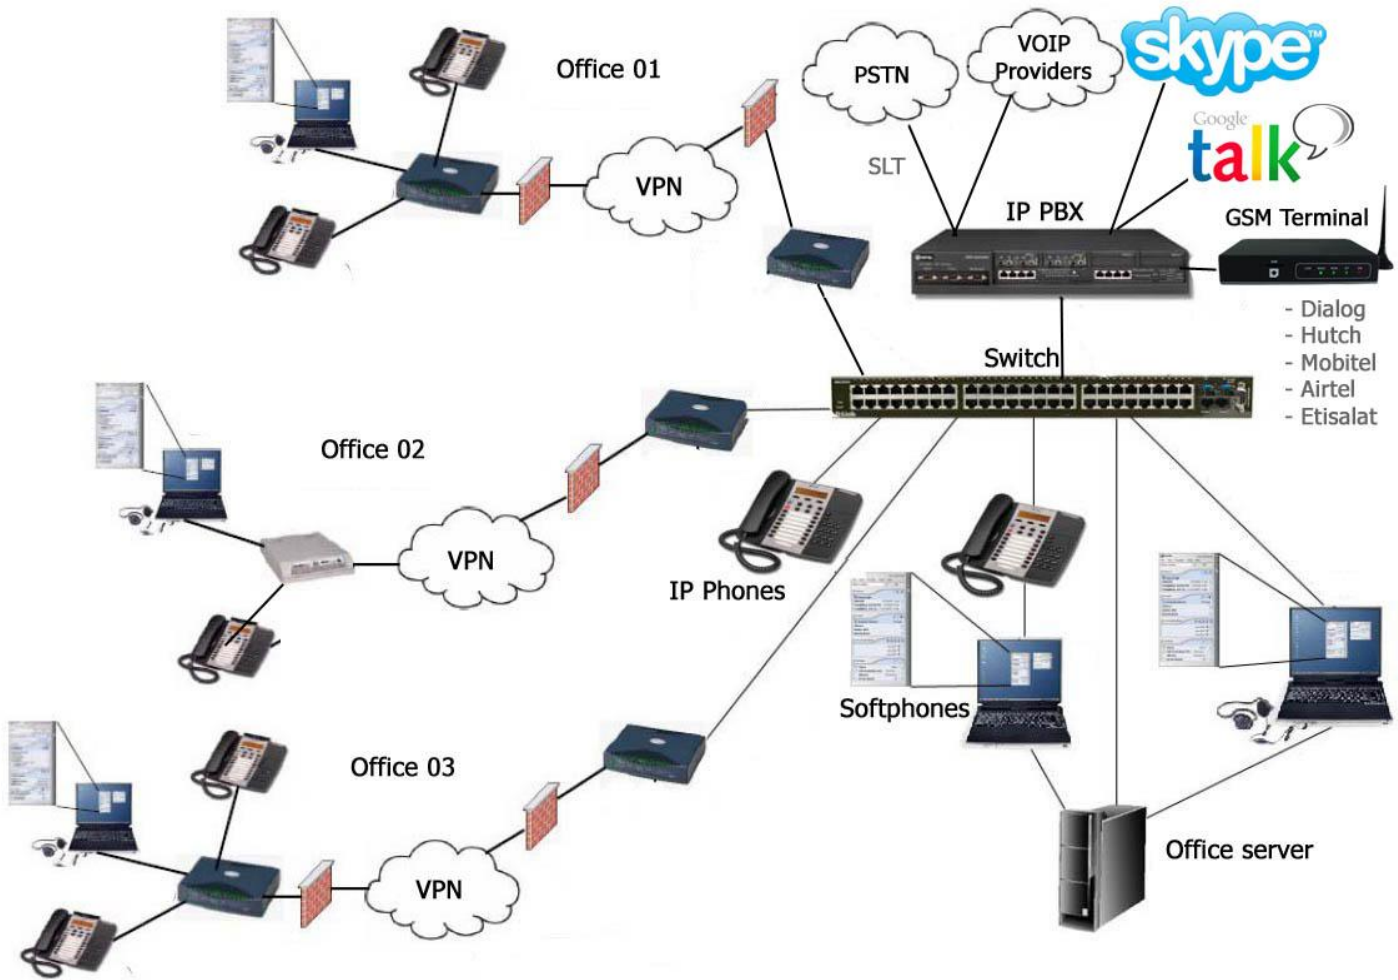 Office 01
PSTN
VOIP
Providers
skype™
Google
talk
SLT
VPN
IP PBX
GSM Terminal
- Dialog
- Hutch
- Mobitel
- Airtel
- Etisalat
Switch
Office 02
VPN
IP Phones
Softphones
Office 03
VPN
Office server